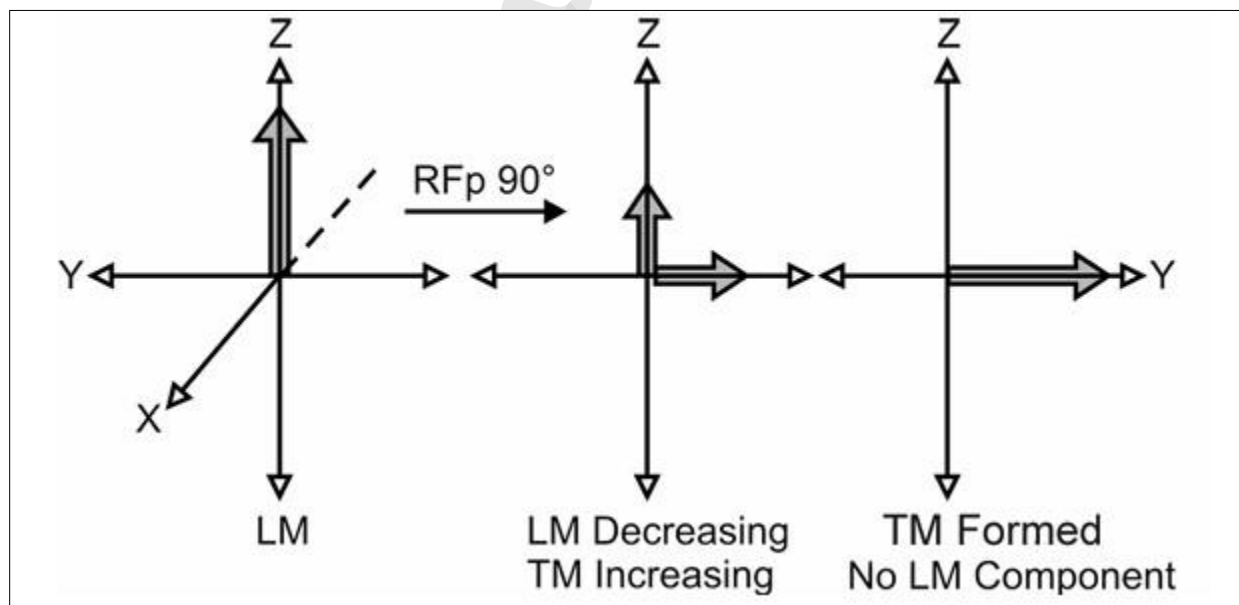 Z
Z
Z
RFp 90°
Y
Y
X
LM
LM Decreasing
TM Increasing
TM Formed
No LM Component